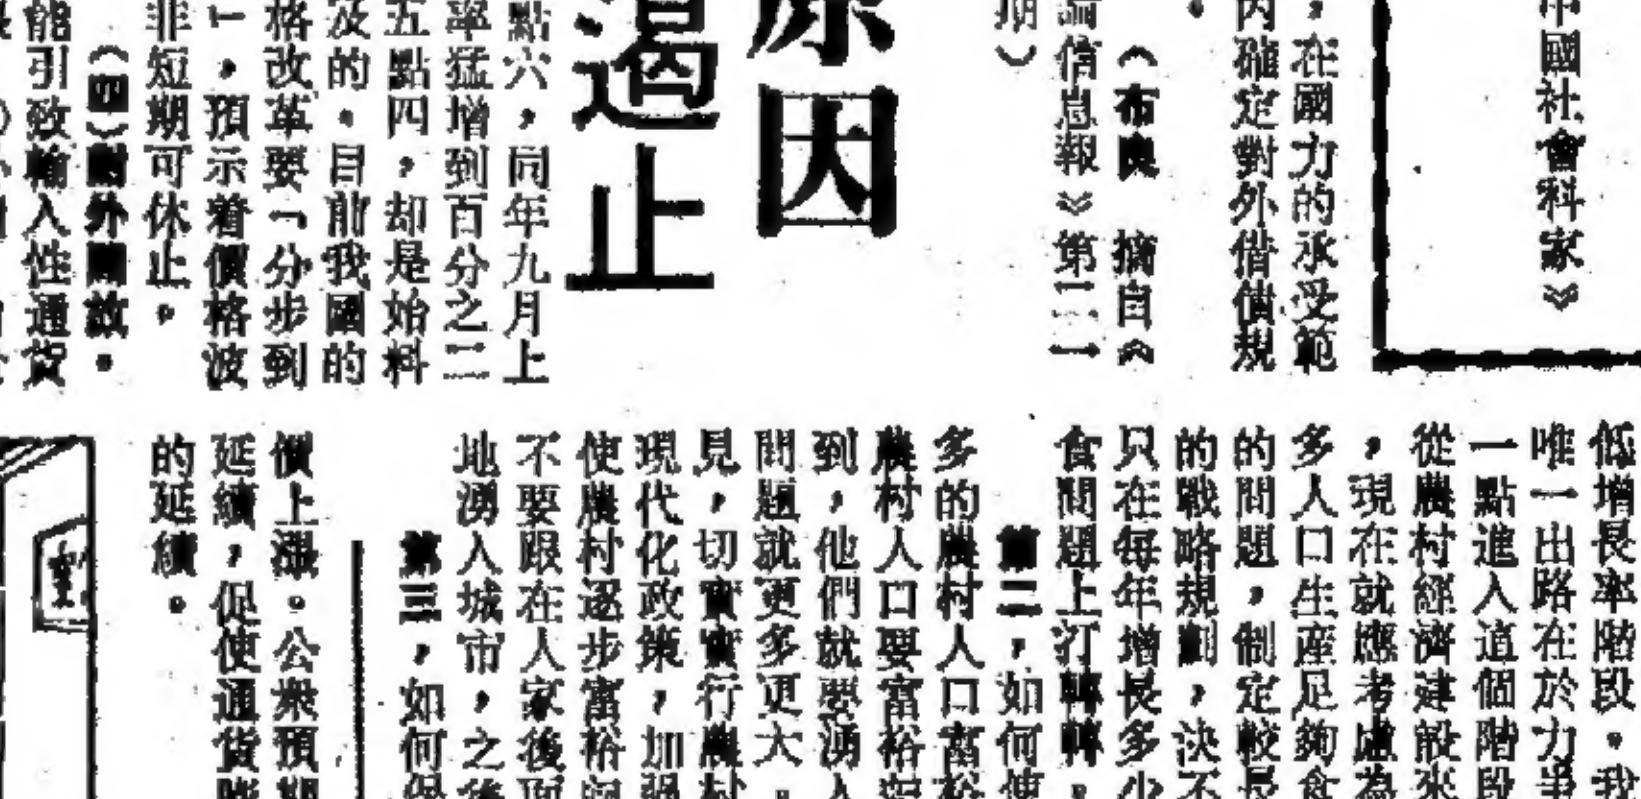 中國社會科家》
，在國力的承受範
內確定對外借債規
。
（布良　摘自《
論信息報》第
期）
原因
遏止
點六，同年九月上
率猛增到百分之二
五點四，却是始料
及的。目前我國的
格改革要「分步到
」，預示着價格波
非短期可休止。
（四）對外開放。
能引致輸入性通貨
低增長率階段。我
唯一出路在於力爭
一點進入這個階段
從農村經濟建設來
，現在就應考慮為
多人口生産足夠食
的問題，制定較長
的戰略規劃，決不
只在每年增長多少
食問題上打轉轉。
第二，如何使
多的農村人口富裕
農村人口要富裕
到，他們就要湧入
問題就更多更大。
見，切實實行農村
現代化政策，加强
使農村逐步富裕
不要跟在人家後面
地湧入城市，之後
第三，如何保
價上漲。公衆預期
延續，促使通貨膨
的延續。